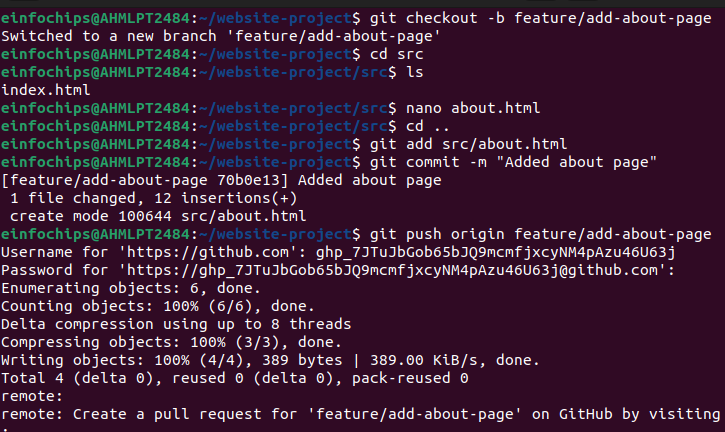 einfochips@AHMLPT2484:~/website-project$ git checkout -b feature/add-about-page
Switched to a new branch 'feature/add-about-page'
einfochips@AHMLPT2484:~/website-project$ cd src
einfochips@AHMLPT2484:~/website-project/src$ ls
index.html
einfochips@AHMLPT2484:~/website-project/src$ nano about.html
einfochips@AHMLPT2484:~/website-project/src$ cd ..
einfochips@AHMLPT2484:~/website-project$ git add src/about.html
einfochips@AHMLPT2484:~/website-project$ git commit -m "Added about page"
[feature/add-about-page 70b0e13] Added about page
 1 file changed, 12 insertions(+)
 create mode 100644 src/about.html
einfochips@AHMLPT2484:~/website-project$ git push origin feature/add-about-page
Username for 'https://github.com': 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
Password for 'https://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@github.com':
Enumerating objects: 6, done.
Counting objects: 100% (6/6), done.
Delta compression using up to 8 threads
Compressing objects: 100% (3/3), done.
Writing objects: 100% (4/4), 389 bytes | 389.00 KiB/s, done.
Total 4 (delta 0), reused 0 (delta 0), pack-reused 0
remote:
remote: Create a pull request for 'feature/add-about-page' on GitHub by visiting
: